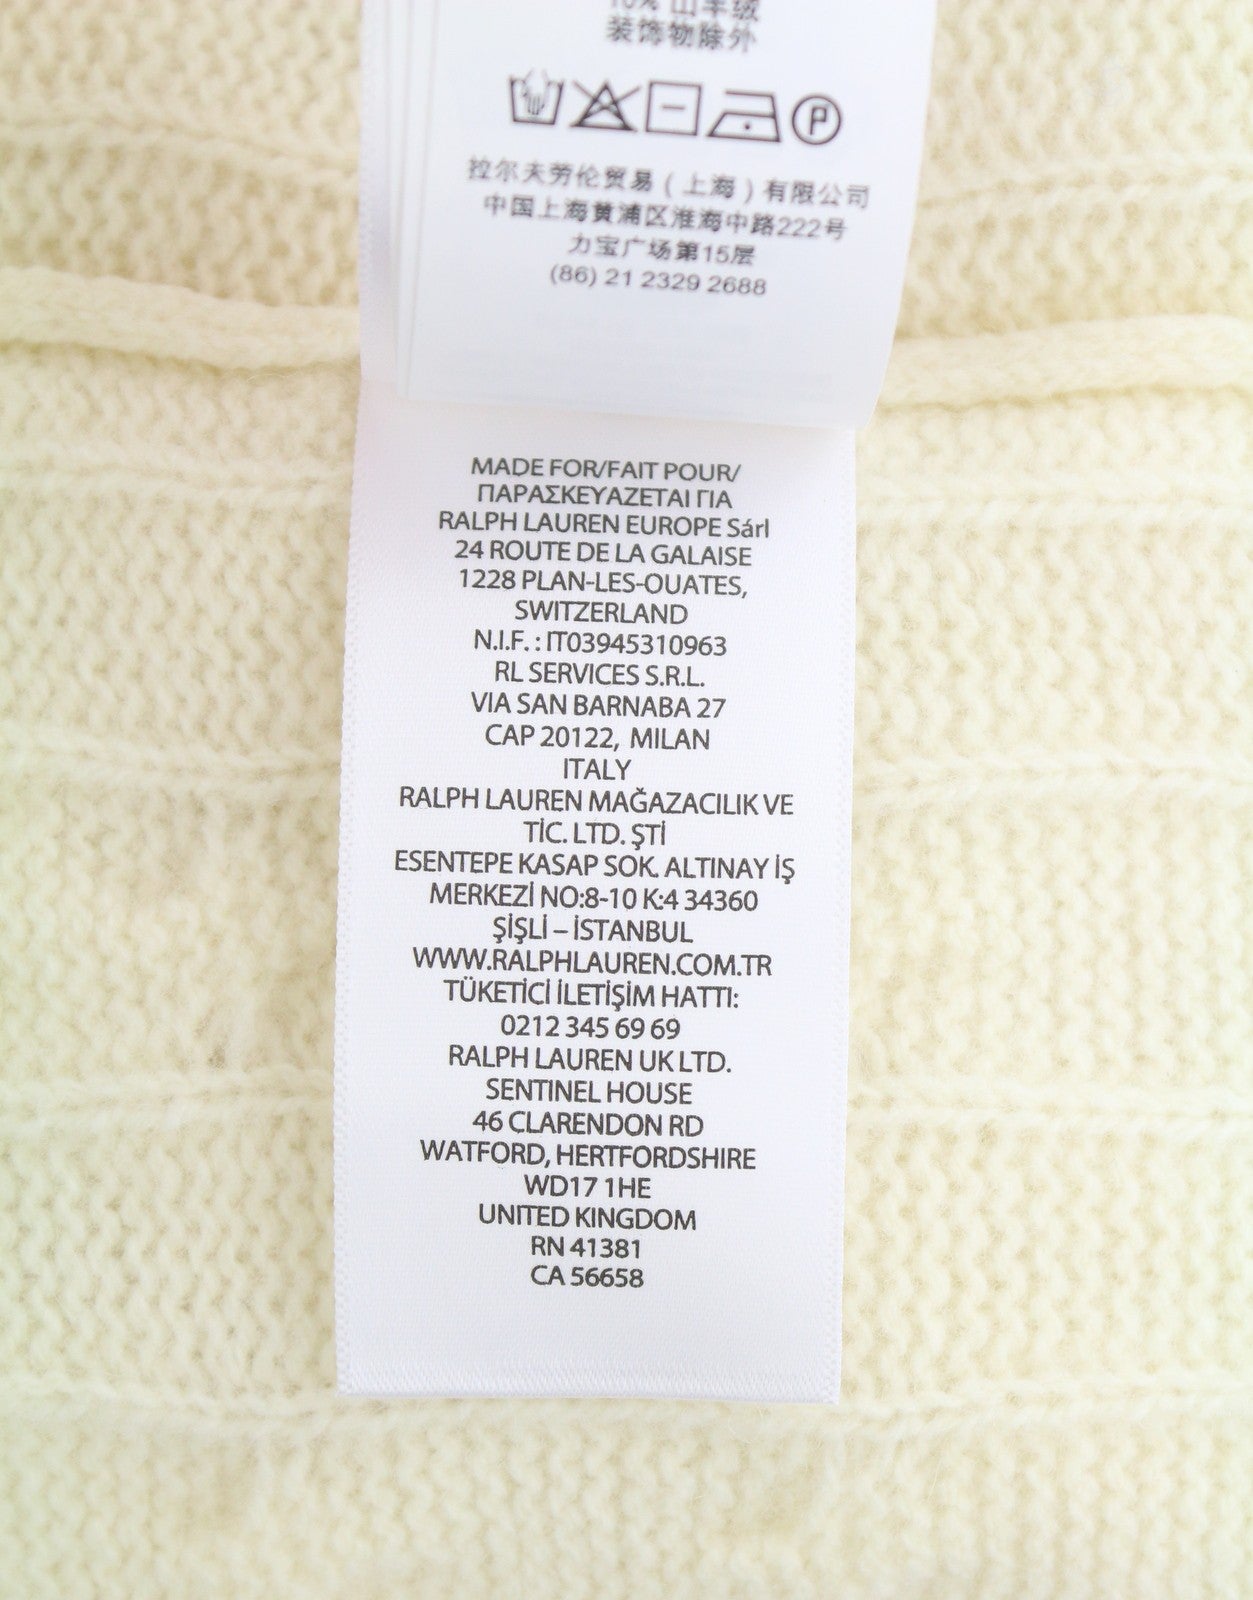 10% 山羊绒
装饰物除外
P
拉尔夫劳伦贸易（上海）有限公司
中国上海黄浦区淮海中路222号
力宝广场第15层
(86) 21 2329 2688
MADE FOR/FAIT POUR/
ΠΑΡΑΣΚΕΥΑΖΕΤΑΙ ΓΙΑ
RALPH LAUREN EUROPE Sárl
24 ROUTE DE LA GALAISE
1228 PLAN-LES-OUATES,
SWITZERLAND
N.I.F. : IT03945310963
RL SERVICES S.R.L.
VIA SAN BARNABA 27
CAP 20122, MILAN
ITALY
RALPH LAUREN MAĞAZACILIK VE
TİC. LTD. ŞTİ
ESENTEPE KASAP SOK. ALTINAY İŞ
MERKEZİ NO:8-10 K:4 34360
ŞİŞLİ – İSTANBUL
WWW.RALPHLAUREN.COM.TR
TÜKETİCİ İLETİŞİM HATTI:
0212 345 69 69
RALPH LAUREN UK LTD.
SENTINEL HOUSE
46 CLARENDON RD
WATFORD, HERTFORDSHIRE
WD17 1HE
UNITED KINGDOM
RN 41381
CA 56658